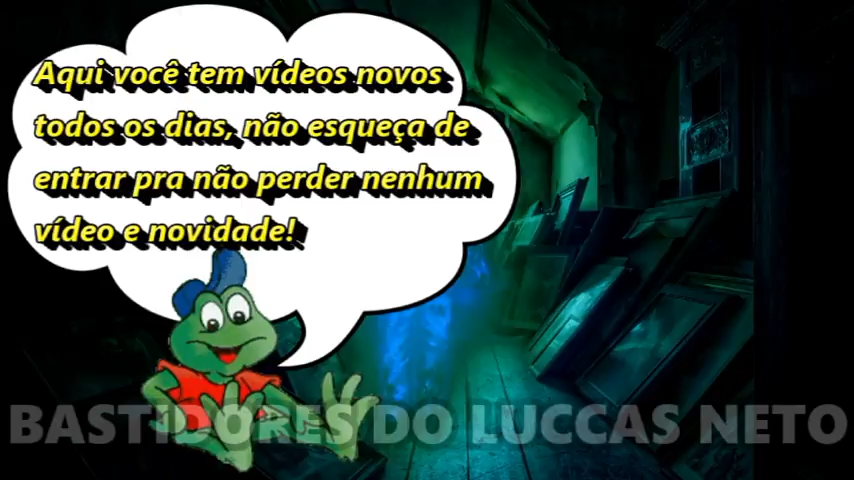 Aqui você tem vídeos novos
todos os dias, não esqueça de
entrar pra não perder nenhum
vídeo e novidade!
BASTIDORES DO LUCCAS NETO